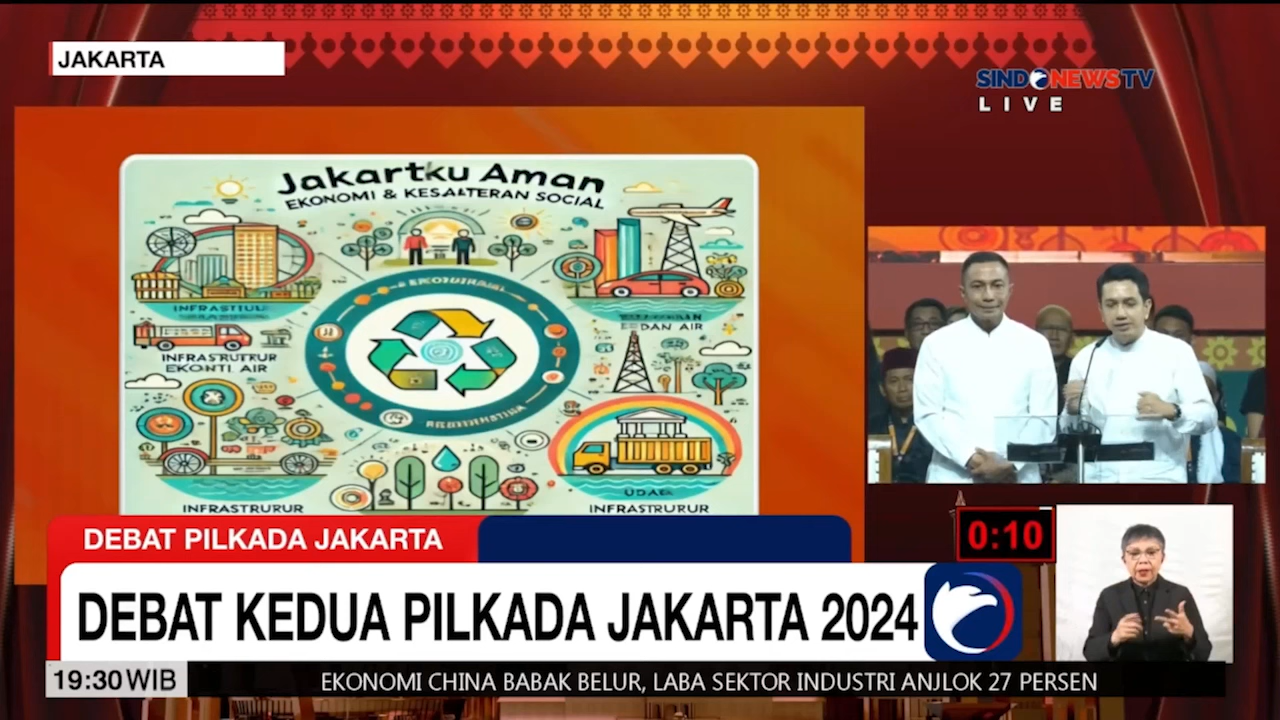 JAKARTA
SINDONEWS TV
LIVE
Jakartku Aman
EKONOMI & KESALTERAN SOCIAL
INFRASTRUKUR
EDAN AIR
INFRASTRUTKUR
EKONTI. AIR
INFRASTRURUR
INFRASTRURUR
DEBAT PILKADA JAKARTA
0:10
DEBAT KEDUA PILKADA JAKARTA 2024
19:30 WIB
EKONOMI CHINA BABAK BELUR, LABA SEKTOR INDUSTRI ANJLOK 27 PERSEN